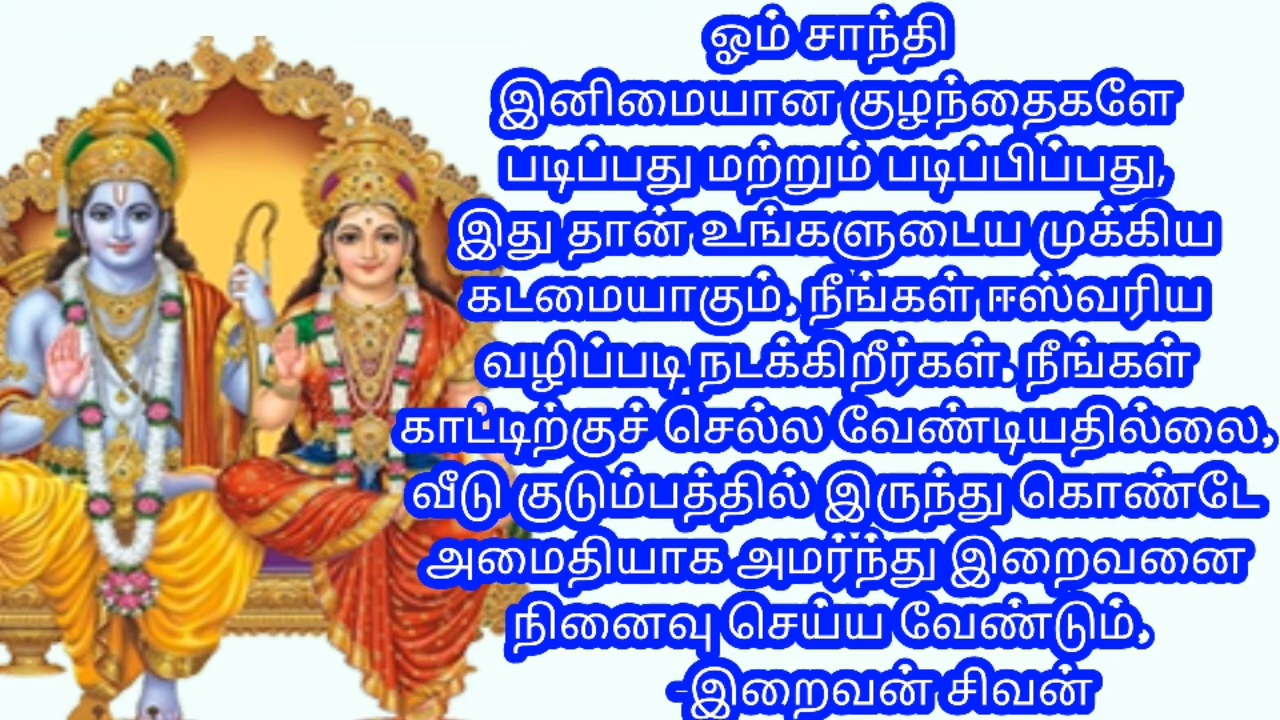 ஓம் சாந்தி
இனிமையான குழந்தைகளே
படிப்பது மற்றும் படிப்பிப்பது,
இது தான் உங்களுடைய முக்கிய
கடமையாகும், நீங்கள் ஈஸ்வரிய
வழிப்படி நடக்கிறீர்கள், நீங்கள்
காட்டிற்குச் செல்ல வேண்டியதில்லை,
வீடு குடும்பத்தில் இருந்து கொண்டே
அமைதியாக அமர்ந்து இறைவனை
நினைவு செய்ய வேண்டும்,
-இறைவன் சிவன்